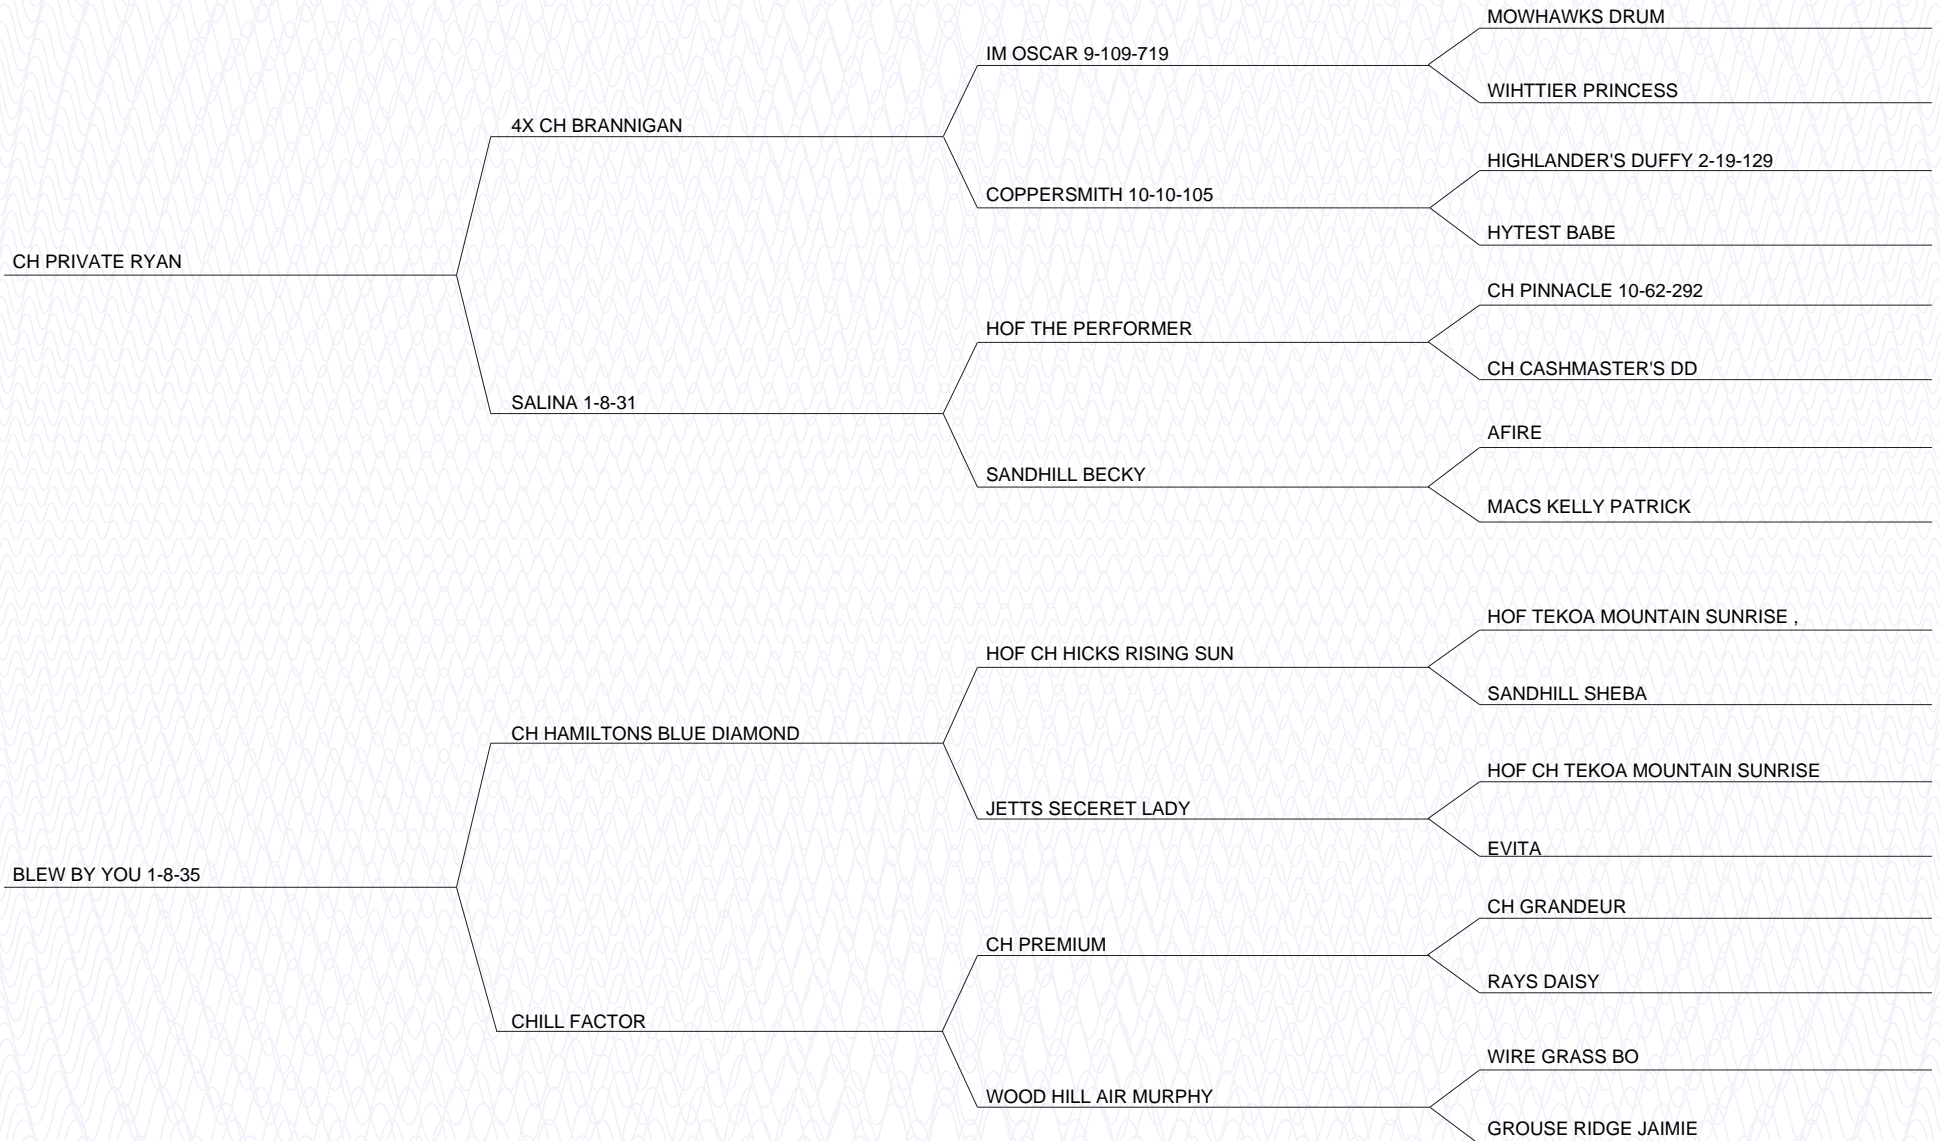 MOWHAWKS DRUM
IM OSCAR 9-109-719
WIHTTIER PRINCESS
4X CH BRANNIGAN
HIGHLANDER'S DUFFY 2-19-129
COPPERSMITH 10-10-105
HYTEST BABE
CH PRIVATE RYAN
CH PINNACLE 10-62-292
HOF THE PERFORMER
CH CASHMASTER'S DD
SALINA 1-8-31
AFIRE
SANDHILL BECKY
MACS KELLY PATRICK
HOF TEKOA MOUNTAIN SUNRISE ,
HOF CH HICKS RISING SUN
SANDHILL SHEBA
CH HAMILTONS BLUE DIAMOND
HOF CH TEKOA MOUNTAIN SUNRISE
JETTS SECERET LADY
EVITA
BLEW BY YOU 1-8-35
CH GRANDEUR
CH PREMIUM
RAYS DAISY
CHILL FACTOR
WIRE GRASS BO
WOOD HILL AIR MURPHY
GROUSE RIDGE JAIMIE